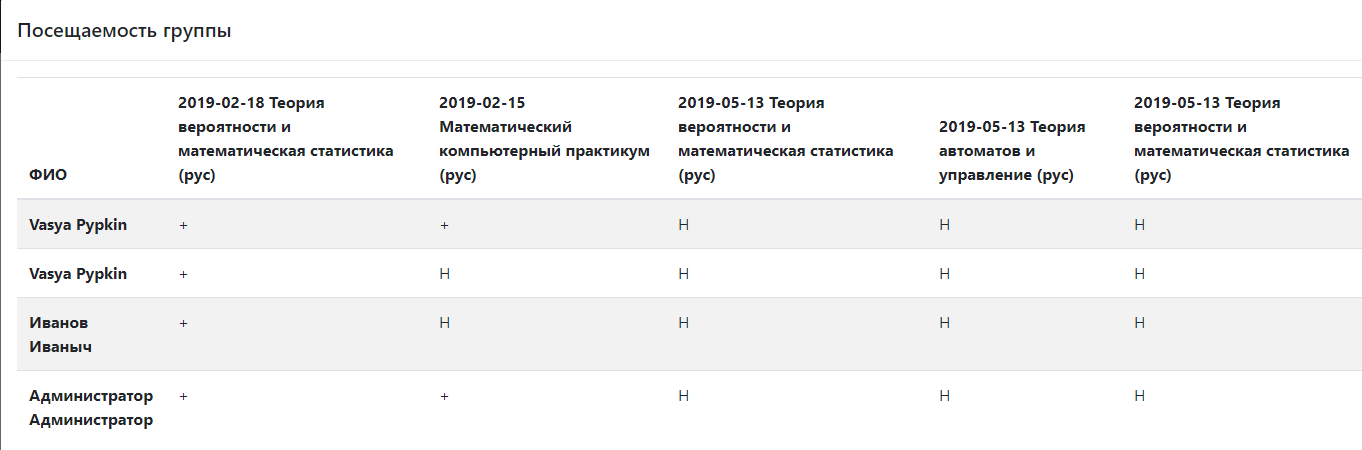 Посещаемость группы
ФИО
2019-02-18 Теория
вероятности и
математическая статистика
(рус)
2019-02-15
Математический
компьютерный практикум
(рус)
2019-05-13 Теория
вероятности и
математическая статистика
(рус)
2019-05-13 Теория
автоматов и
управление (рус)
2019-05-13 Теория
вероятности и
математическая статистика
(рус)
Vasya Pypkin + + Н Н Н
Vasya Pypkin + Н Н Н Н
Иванов
Иваныч + Н Н Н Н
Администратор
Администратор + + Н Н Н